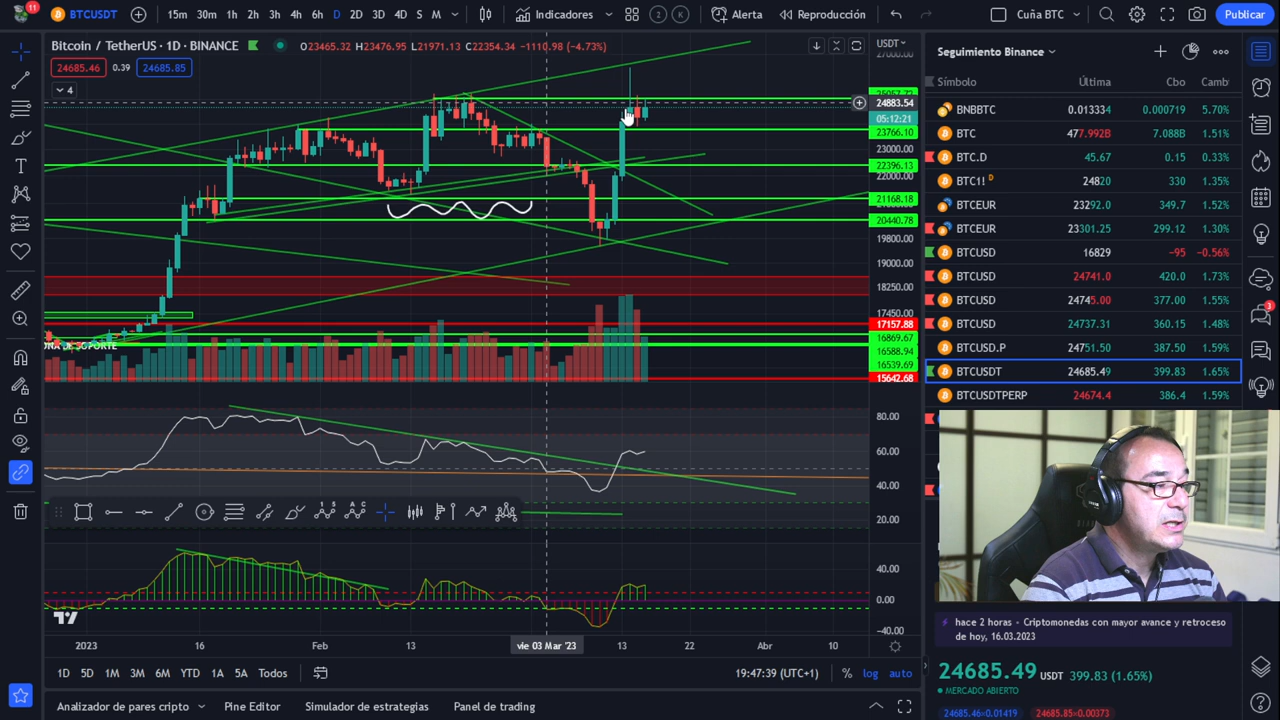 11
BTCUSDT
15m 30m 1h 2h 3h 4h 6h D 2D 3D 4D S M
Indicadores
2 K
Alerta
Reproducción
Cuña BTC
Publicar
Bitcoin / TetherUS · 1D · BINANCE
O23465.32 H23476.95 L21971.13 C22354.34 −1110.98 (−4.73%)
USDT
24685.46 0.39 24685.85
4
24883.54
05:12:21
23766.10
23000.00
22396.13
22000.00
21168.18
20440.78
19800.00
19000.00
18250.00
17450.00
17157.88
16869.67
16588.94
16539.69
15642.68
80.00
60.00
40.00
20.00
40.00
0.00
−40.00
2023 16 Feb 13 vie 03 Mar '23 13 22 Abr 10
1D 5D 1M 3M 6M YTD 1A 5A Todos
19:47:39 (UTC+1) % log auto
Analizador de pares cripto Pine Editor Simulador de estrategias Panel de trading
Seguimiento Binance
Símbolo Última Cbo Camb
BNBBTC 0.013334 0.000719 5.70%
BTC 477.992B 7.088B 1.51%
BTC.D 45.67 0.15 0.33%
BTC1! D 24820 330 1.35%
BTCEUR 23292.0 349.7 1.52%
BTCEUR 23301.25 299.12 1.30%
BTCUSD 16829 −95 −0.56%
BTCUSD 24741.0 420.0 1.73%
BTCUSD 24745.00 377.00 1.55%
BTCUSD 24737.31 360.15 1.48%
BTCUSD.P 24751.50 387.50 1.59%
BTCUSDT 24685.49 399.83 1.65%
BTCUSDTPERP 24674.4 386.4 1.59%
3
hace 2 horas · Criptomonedas con mayor avance y retroceso
de hoy, 16.03.2023
24685.49 USDT 399.83 (1.65%)
MERCADO ABIERTO
24685.46×0.01419 24685.85×0.00373